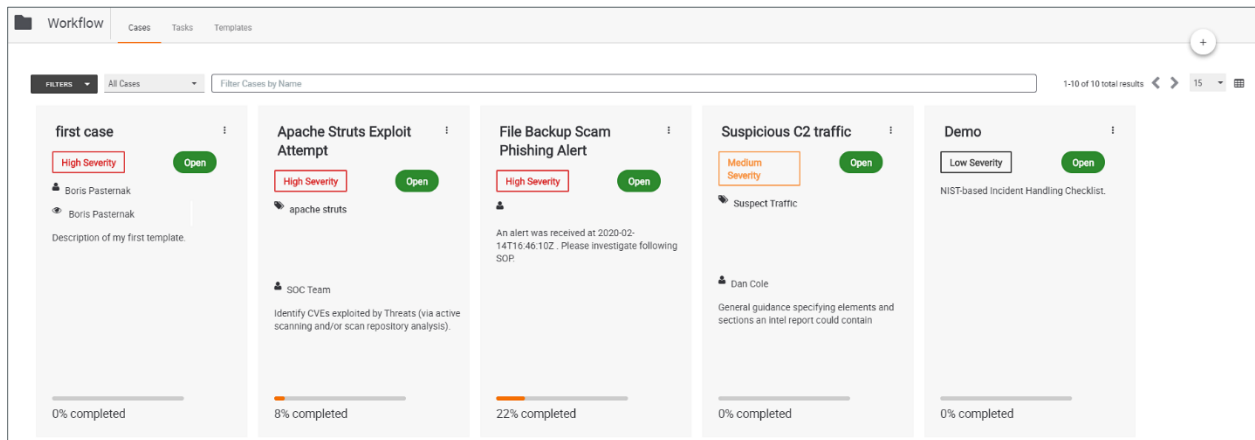 Workflow
Cases
Tasks
Templates
+
FILTERS
All Cases
Filter Cases by Name
1-10 of 10 total results
15
first case
High Severity
Open
Boris Pasternak
Boris Pasternak
Description of my first template.
0% completed
Apache Struts Exploit
Attempt
High Severity
Open
apache struts
SOC Team
Identify CVEs exploited by Threats (via active
scanning and/or scan repository analysis).
8% completed
File Backup Scam
Phishing Alert
High Severity
Open
An alert was received at 2020-02-
14T16:46:10Z . Please investigate following
SOP.
22% completed
Suspicious C2 traffic
Medium
Severity
Open
Suspect Traffic
Dan Cole
General guidance specifying elements and
sections an intel report could contain
0% completed
Demo
Low Severity
Open
NIST-based Incident Handling Checklist.
0% completed